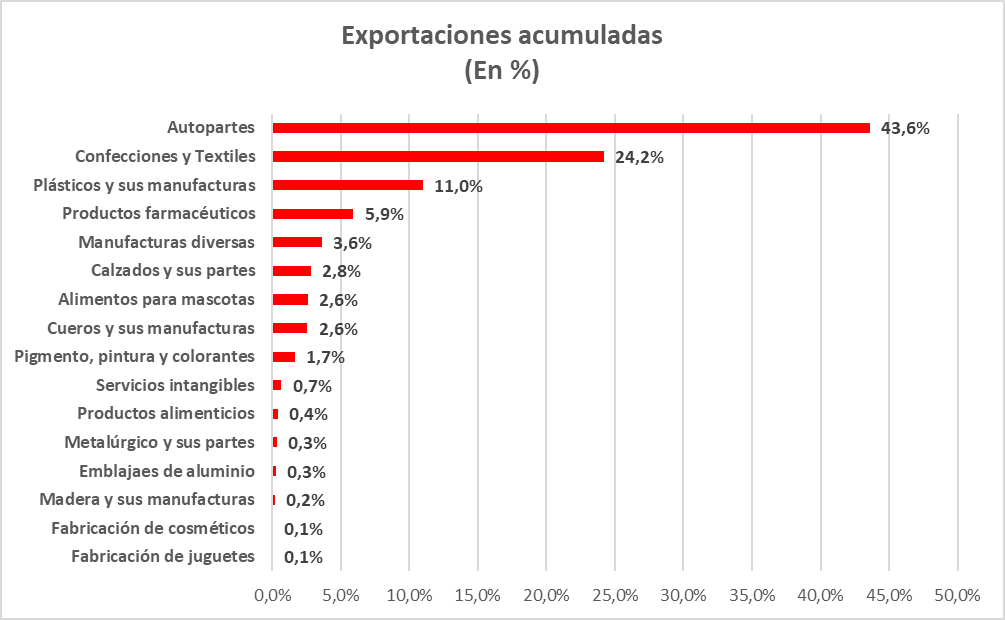 Exportaciones acumuladas
(En %)
Autopartes 43,6%
Confecciones y Textiles 24,2%
Plásticos y sus manufacturas 11,0%
Productos farmacéuticos 5,9%
Manufacturas diversas 3,6%
Calzados y sus partes 2,8%
Alimentos para mascotas 2,6%
Cueros y sus manufacturas 2,6%
Pigmento, pintura y colorantes 1,7%
Servicios intangibles 0,7%
Productos alimenticios 0,4%
Metalúrgico y sus partes 0,3%
Emblajaes de aluminio 0,3%
Madera y sus manufacturas 0,2%
Fabricación de cosméticos 0,1%
Fabricación de juguetes 0,1%
0,0% 5,0% 10,0% 15,0% 20,0% 25,0% 30,0% 35,0% 40,0% 45,0% 50,0%